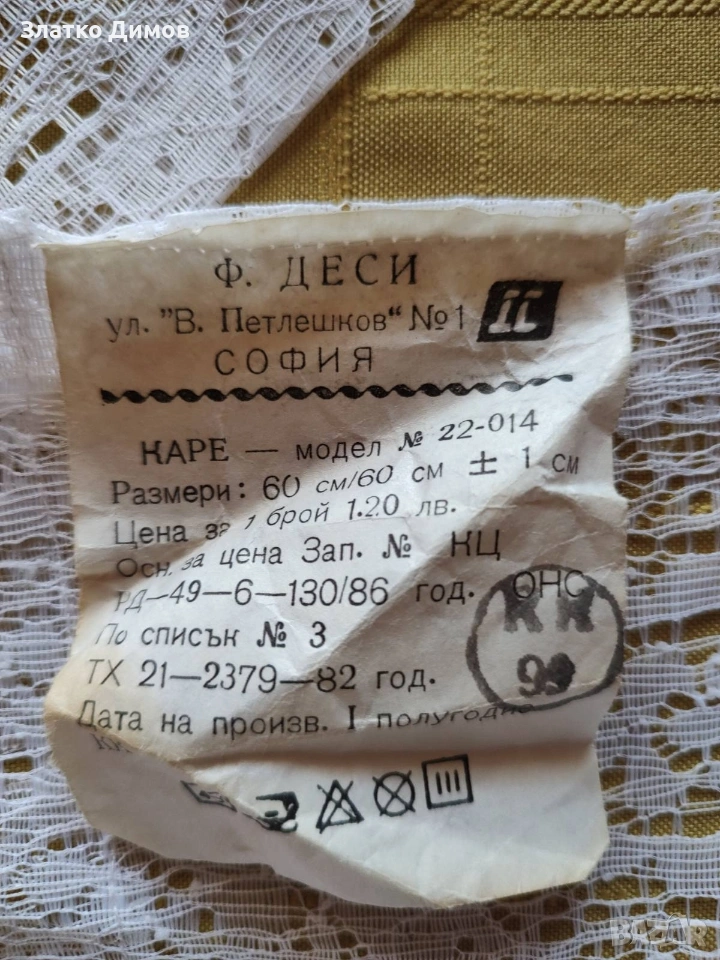 Златко Димов
Ф. ДЕСИ
ул. "В. Петлешков" №1
СОФИЯ
КАРЕ — модел № 22-014
Размери: 60 см/60 см ± 1 см
Цена за 1 брой 1.20 лв.
Осн. за цена Зап. № КЦ
РД—49—6—130/86 год. ОНС
По списък № 3
ТХ 21—2379—82 год.
Дата на произв. I полугодие
КК
99
BAZAR